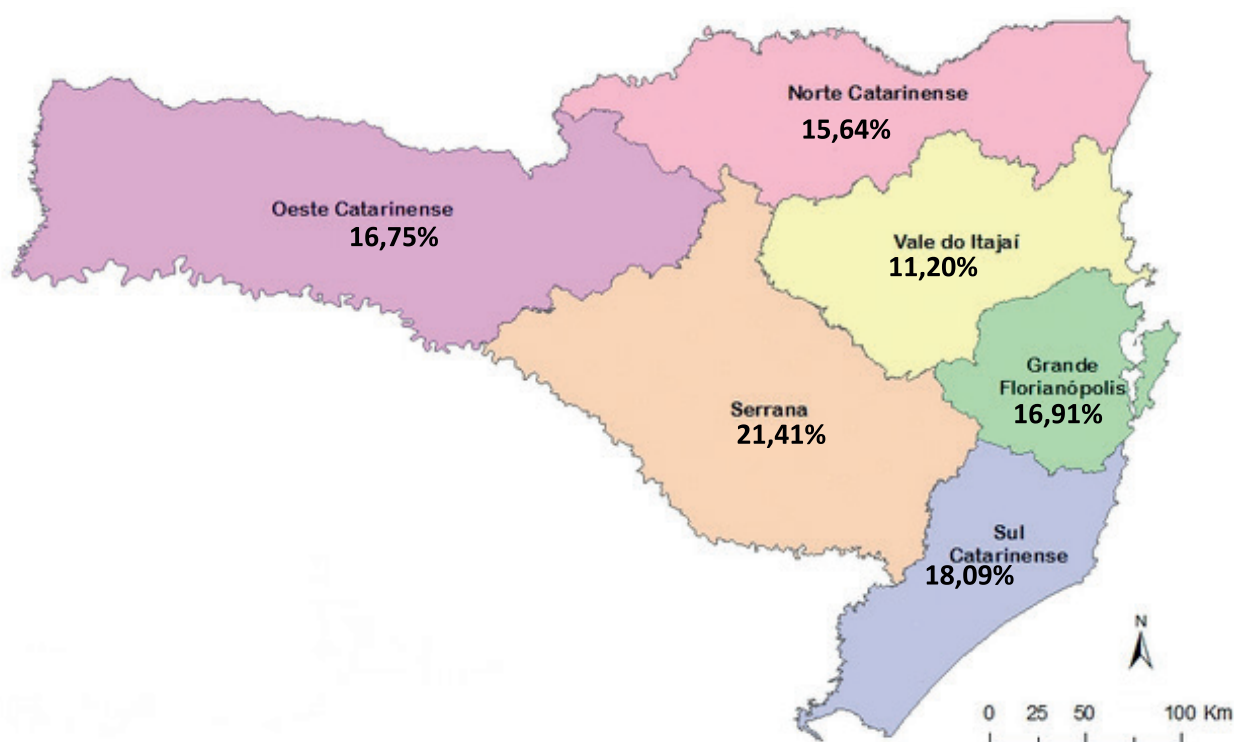 Norte Catarinense
15,64%
Oeste Catarinense
16,75%
Vale do Itajaí
11,20%
Grande
Florianópolis
16,91%
Serrana
21,41%
Sul
Catarinense
18,09%
N
0 25 50 100 Km